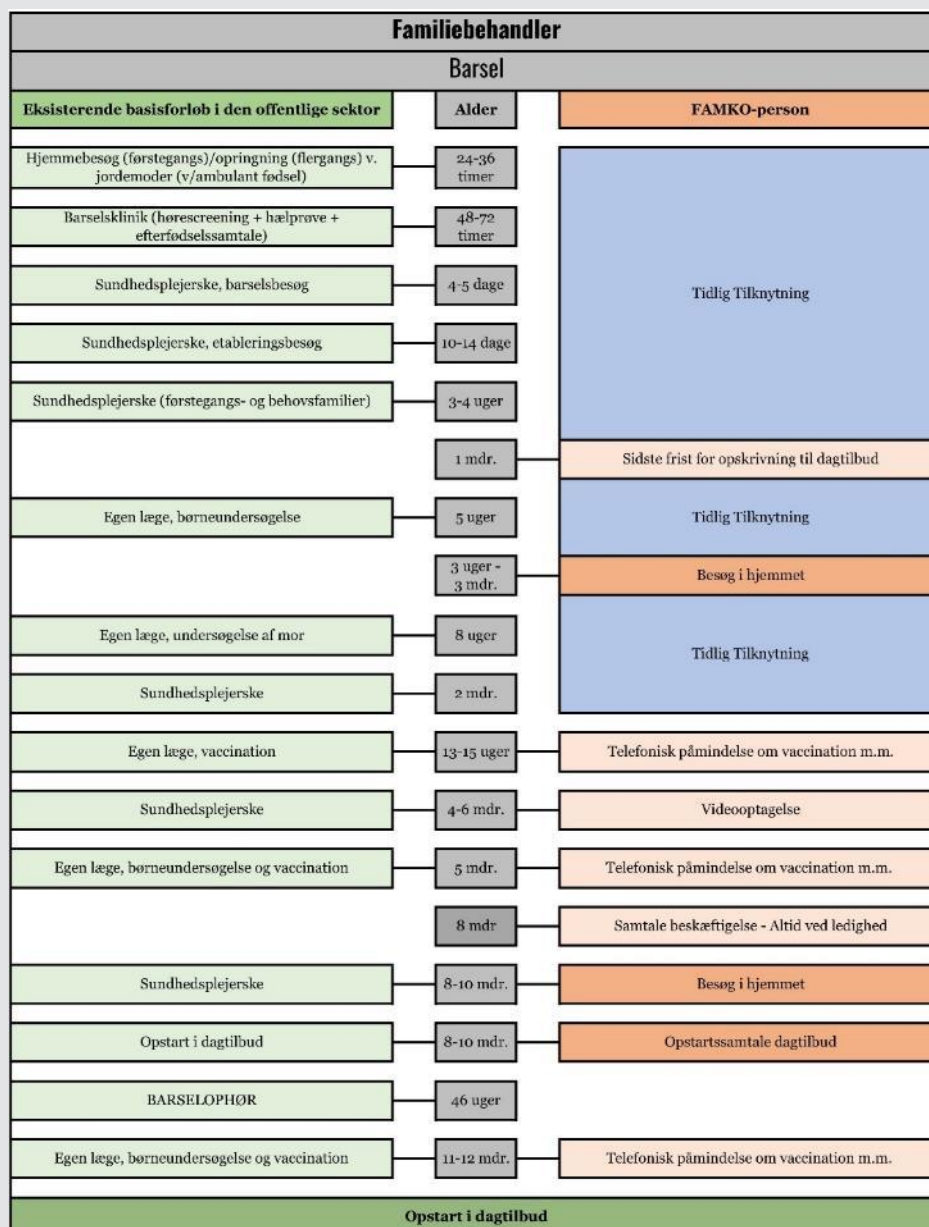 Familiebehandler
Barsel
Eksisterende basisforløb i den offentlige sektor
Alder
FAMKO-person
Hjemmebesøg (førstegangs)/opringning (flergangs) v.
jordemoder (v/ambulant fødsel)
24-36
timer
Tidlig Tilknytning
Barselsklinik (hørescreening + hælprøve +
efterfødselssamtale)
48-72
timer
Sundhedsplejerske, barselsbesøg
4-5 dage
Sundhedsplejerske, etableringsbesøg
10-14 dage
Sundhedsplejerske (førstegangs- og behovsfamilier)
3-4 uger
1 mdr.
Sidste frist for opskrivning til dagtilbud
Egen læge, børneundersøgelse
5 uger
Tidlig Tilknytning
3 uger -
3 mdr.
Besøg i hjemmet
Egen læge, undersøgelse af mor
8 uger
Tidlig Tilknytning
Sundhedsplejerske
2 mdr.
Egen læge, vaccination
13-15 uger
Telefonisk påmindelse om vaccination m.m.
Sundhedsplejerske
4-6 mdr.
Videooptagelse
Egen læge, børneundersøgelse og vaccination
5 mdr.
Telefonisk påmindelse om vaccination m.m.
8 mdr
Samtale beskæftigelse - Altid ved ledighed
Sundhedsplejerske
8-10 mdr.
Besøg i hjemmet
Opstart i dagtilbud
8-10 mdr.
Opstartssamtale dagtilbud
BARSELOPHØR
46 uger
Egen læge, børneundersøgelse og vaccination
11-12 mdr.
Telefonisk påmindelse om vaccination m.m.
Opstart i dagtilbud